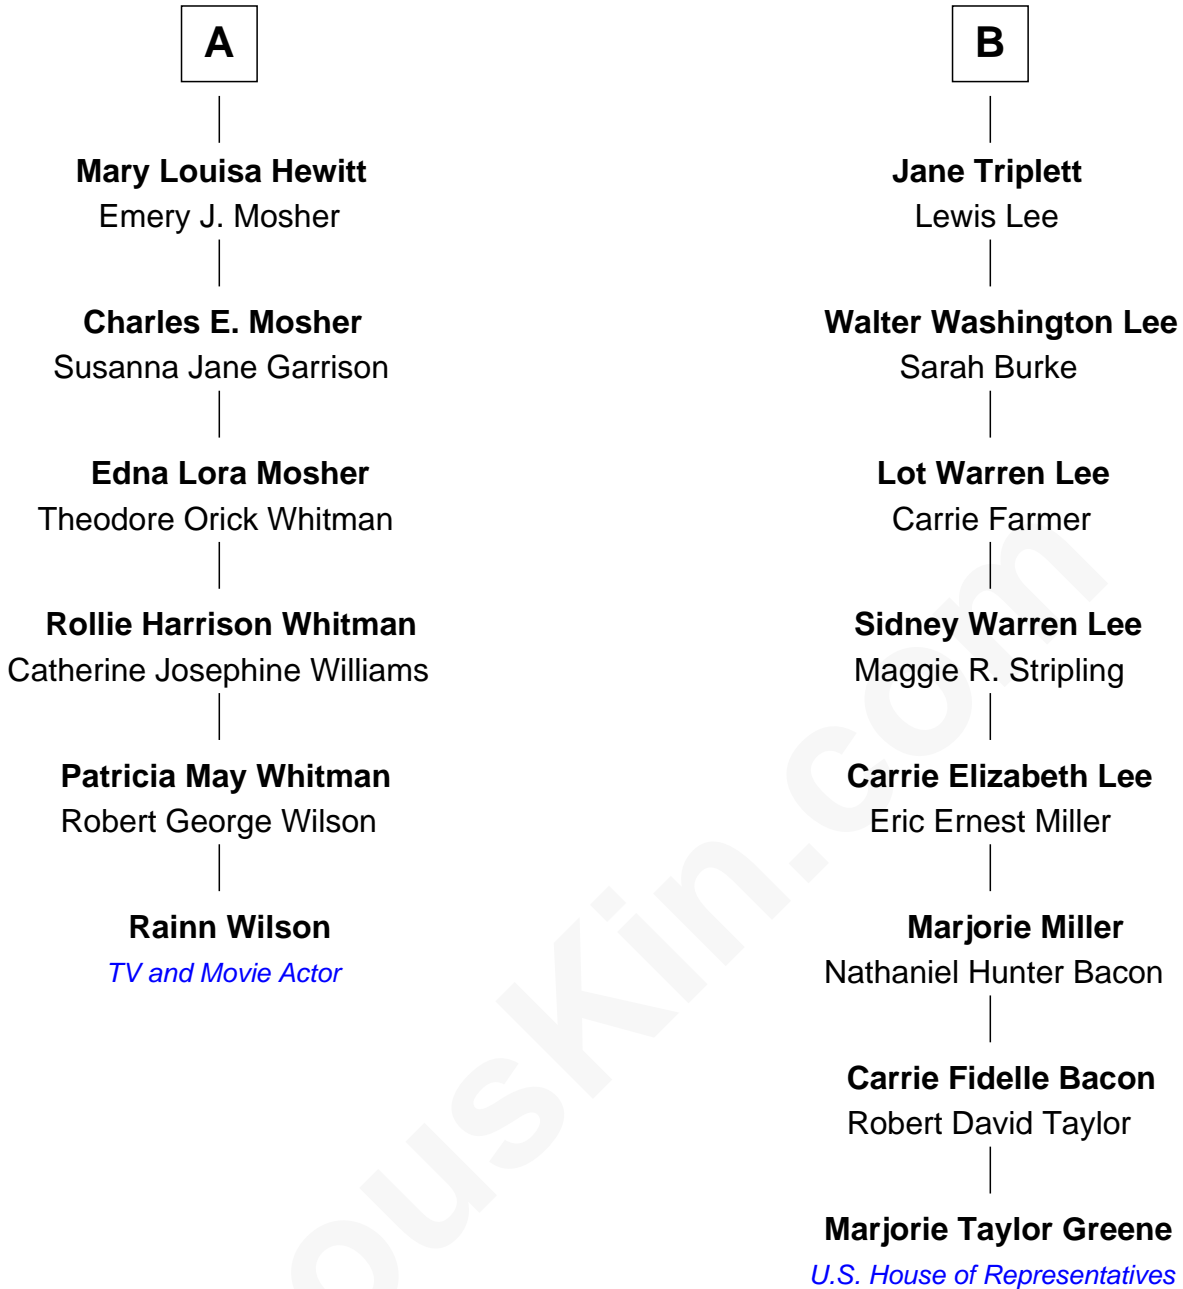 A
Mary Louisa Hewitt
Emery J. Mosher
Charles E. Mosher
Susanna Jane Garrison
Edna Lora Mosher
Theodore Orick Whitman
Rollie Harrison Whitman
Catherine Josephine Williams
Patricia May Whitman
Robert George Wilson
Rainn Wilson
TV and Movie Actor
B
Jane Triplett
Lewis Lee
Walter Washington Lee
Sarah Burke
Lot Warren Lee
Carrie Farmer
Sidney Warren Lee
Maggie R. Stripling
Carrie Elizabeth Lee
Eric Ernest Miller
Marjorie Miller
Nathaniel Hunter Bacon
Carrie Fidelle Bacon
Robert David Taylor
Marjorie Taylor Greene
U.S. House of Representatives
ouskin.com